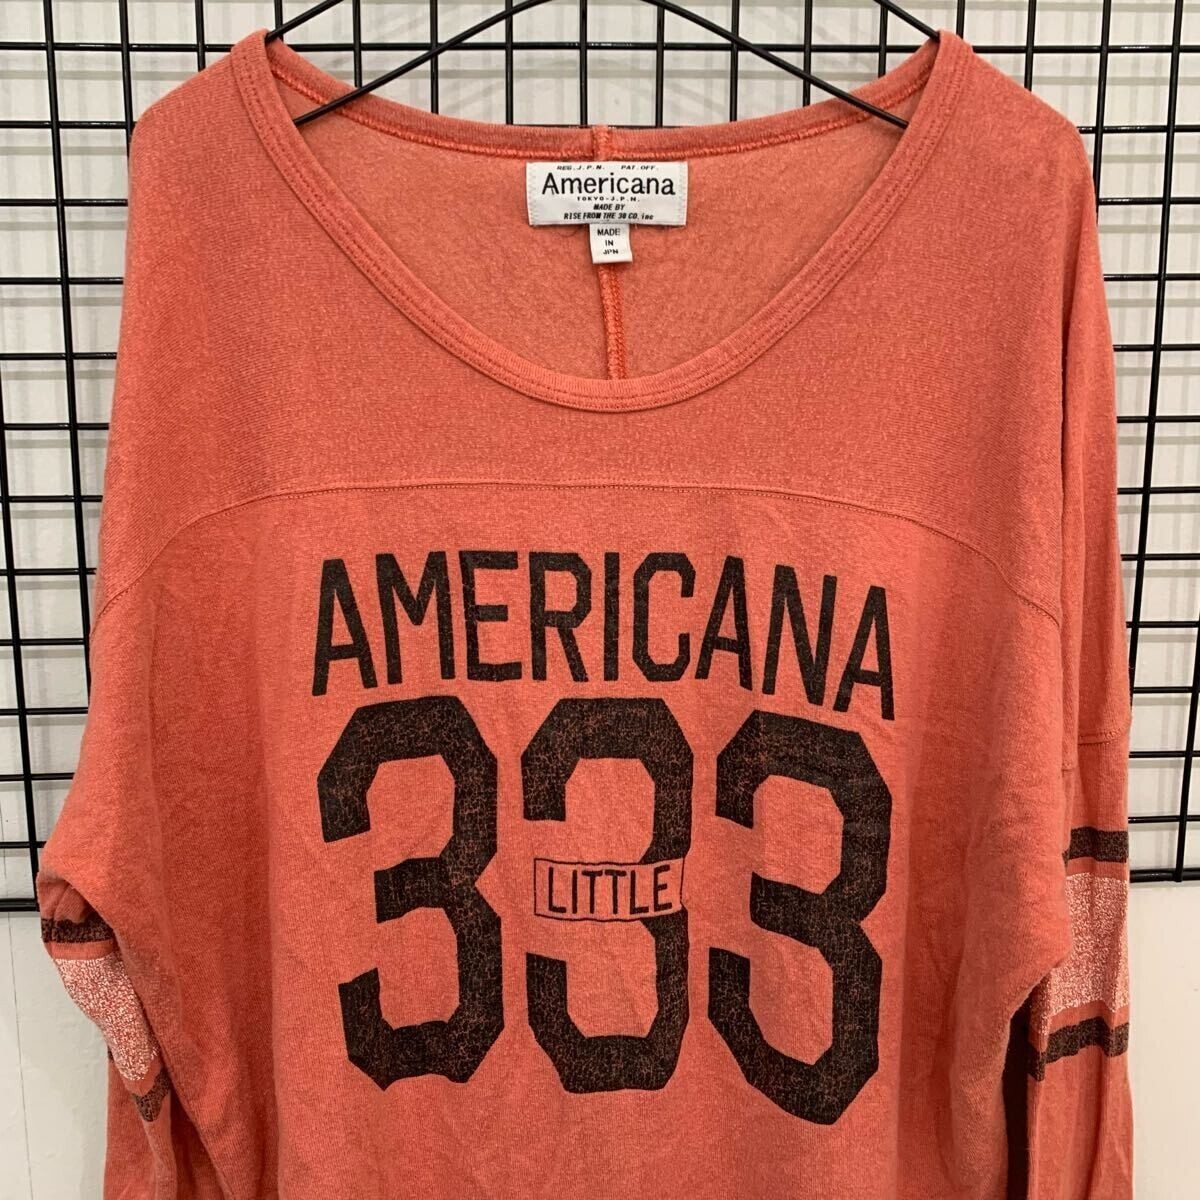 REG.J.P.N. PAT.OFF.
Americana
TOKYO-J.P.N.
MADE BY
RISE FROM THE 30 CO, inc
MADE
IN
JPN
AMERICANA
333
LITTLE